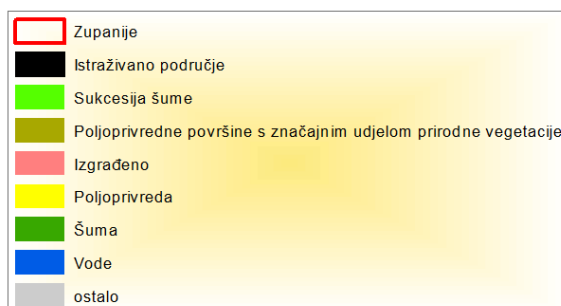 Zupanije
Istraživano područje
Sukcesija šume
Poljoprivredne površine s značajnim udjelom prirodne vegetacije
Izgrađeno
Poljoprivreda
Šuma
Vode
ostalo